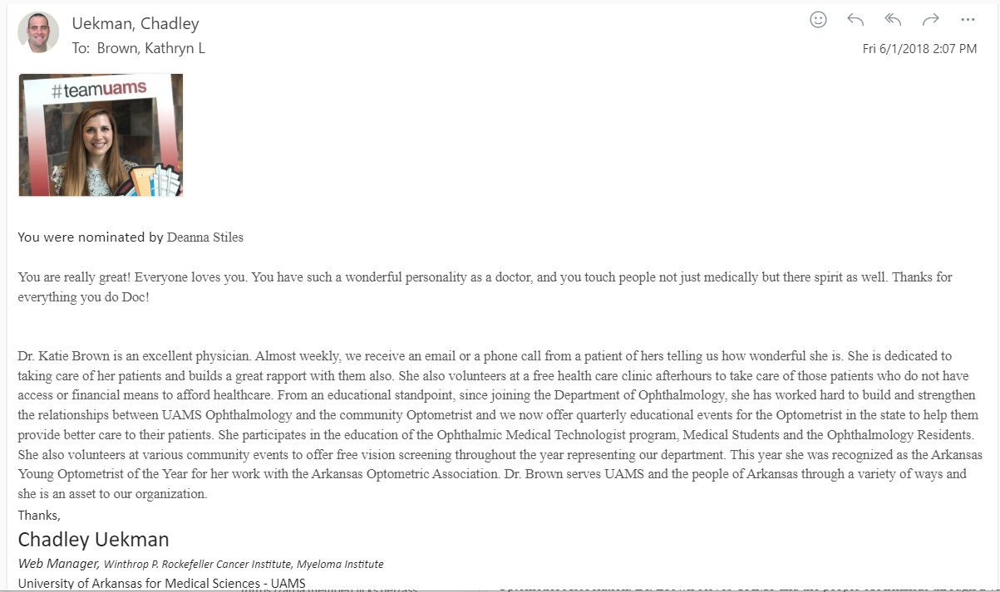 Uekman, Chadley
To: Brown, Kathryn L
Fri 6/1/2018 2:07 PM
#teamuams
You were nominated by Deanna Stiles
You are really great! Everyone loves you. You have such a wonderful personality as a doctor, and you touch people not just medically but there spirit as well. Thanks for
everything you do Doc!
Dr. Katie Brown is an excellent physician. Almost weekly, we receive an email or a phone call from a patient of hers telling us how wonderful she is. She is dedicated to
taking care of her patients and builds a great rapport with them also. She also volunteers at a free health care clinic afterhours to take care of those patients who do not have
access or financial means to afford healthcare. From an educational standpoint, since joining the Department of Ophthalmology, she has worked hard to build and strengthen
the relationships between UAMS Ophthalmology and the community Optometrist and we now offer quarterly educational events for the Optometrist in the state to help them
provide better care to their patients. She participates in the education of the Ophthalmic Medical Technologist program, Medical Students and the Ophthalmology Residents.
She also volunteers at various community events to offer free vision screening throughout the year representing our department. This year she was recognized as the Arkansas
Young Optometrist of the Year for her work with the Arkansas Optometric Association. Dr. Brown serves UAMS and the people of Arkansas through a variety of ways and
she is an asset to our organization.
Thanks,
Chadley Uekman
Web Manager, Winthrop P. Rockefeller Cancer Institute, Myeloma Institute
University of Arkansas for Medical Sciences - UAMS